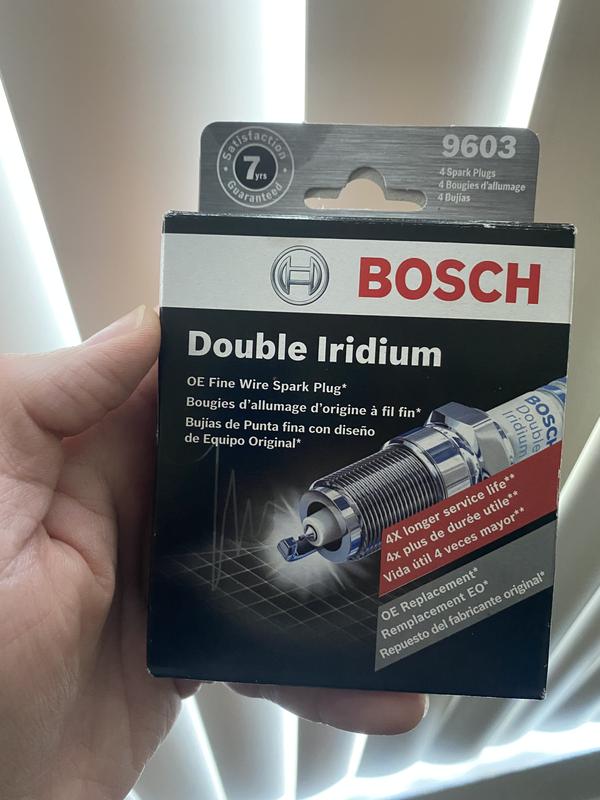 Satisfaction
7 yrs
Guaranteed
9603
4 Spark Plugs
4 Bougies d'allumage
4 Bujías
BOSCH
Double Iridium
OE Fine Wire Spark Plug*
Bougies d'allumage d'origine à fil fin*
Bujías de Punta fina con diseño
de Equipo Original*
BOSCH
Double
Iridium
4X longer service life**
4x plus de durée utile**
Vida útil 4 veces mayor**
OE Replacement*
Remplacement EO*
Repuesto del fabricante original*